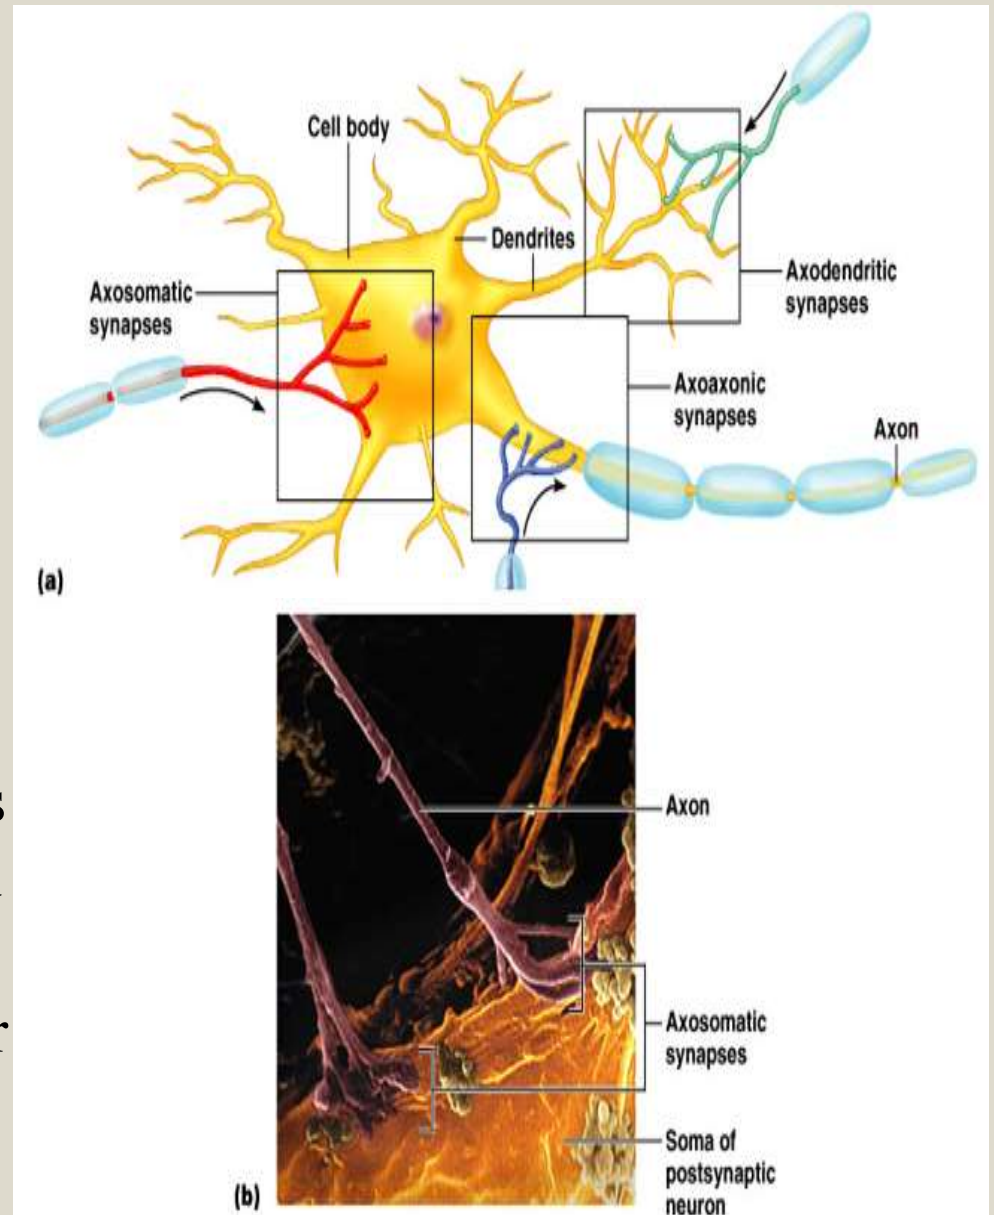 Cell body
Dendrites
Axosomatic
synapses
Axodendritic
synapses
Axoaxonic
synapses
Axon
(a)
Axon
Axosomatic
synapses
Soma of
postsynaptic
neuron
(b)